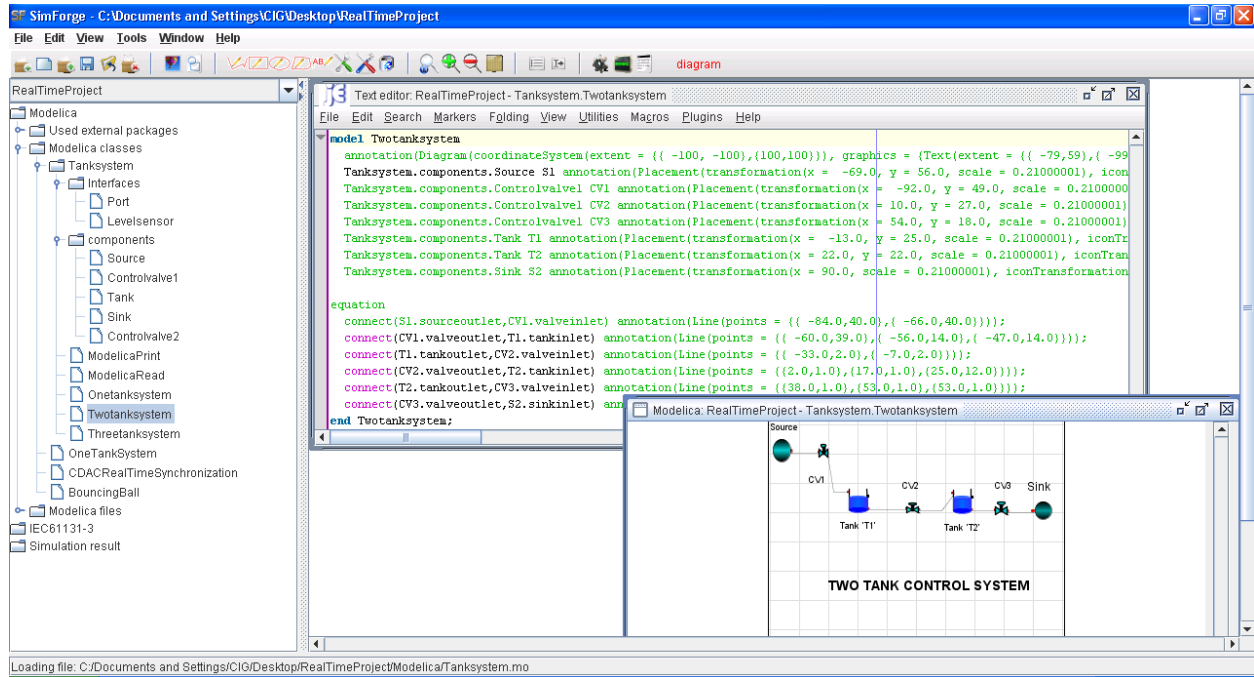 SF SimForge - C:\Documents and Settings\CIG\Desktop\RealTimeProject
File Edit View Tools Window Help
diagram
RealTimeProject
Modelica
Used external packages
Modelica classes
Tanksystem
Interfaces
Port
Levelsensor
components
Source
Controlvalve1
Tank
Sink
Controlvalve2
ModelicaPrint
ModelicaRead
Onetanksystem
Twotanksystem
Threetanksystem
OneTankSystem
CDACRealTimeSynchronization
BouncingBall
Modelica files
IEC61131-3
Simulation result
Text editor: RealTimeProject - Tanksystem.Twotanksystem
File Edit Search Markers Folding View Utilities Macros Plugins Help
model Twotanksystem
annotation(Diagram(coordinateSystem(extent = {{ -100, -100},{100,100}}), graphics = {Text(extent = {{ -79,59},{ -99
Tanksystem.components.Source S1 annotation(Placement(transformation(x = -69.0, y = 56.0, scale = 0.21000001), icon
Tanksystem.components.Controlvalve1 CV1 annotation(Placement(transformation(x = -92.0, y = 49.0, scale = 0.2100000
Tanksystem.components.Controlvalve1 CV2 annotation(Placement(transformation(x = 10.0, y = 27.0, scale = 0.21000001)
Tanksystem.components.Controlvalve1 CV3 annotation(Placement(transformation(x = 54.0, y = 18.0, scale = 0.21000001)
Tanksystem.components.Tank T1 annotation(Placement(transformation(x = -13.0, y = 25.0, scale = 0.21000001), iconTr
Tanksystem.components.Tank T2 annotation(Placement(transformation(x = 22.0, y = 22.0, scale = 0.21000001), iconTran
Tanksystem.components.Sink S2 annotation(Placement(transformation(x = 90.0, scale = 0.21000001), iconTransformation
equation
connect(S1.sourceoutlet,CV1.valveinlet) annotation(Line(points = {{ -84.0,40.0},{ -66.0,40.0}}));
connect(CV1.valveoutlet,T1.tankinlet) annotation(Line(points = {{ -60.0,39.0},{ -56.0,14.0},{ -47.0,14.0}}));
connect(T1.tankoutlet,CV2.valveinlet) annotation(Line(points = {{ -33.0,2.0},{ -7.0,2.0}}));
connect(CV2.valveoutlet,T2.tankinlet) annotation(Line(points = {{2.0,1.0},{17.0,1.0},{25.0,12.0}}));
connect(T2.tankoutlet,CV3.valveinlet) annotation(Line(points = {{38.0,1.0},{53.0,1.0},{53.0,1.0}}));
connect(CV3.valveoutlet,S2.sinkinlet) ann
end Twotanksystem;
Modelica: RealTimeProject - Tanksystem.Twotanksystem
Source
CV1 CV2 CV3 Sink
Tank 'T1' Tank 'T2'
TWO TANK CONTROL SYSTEM
Loading file: C:/Documents and Settings/CIG/Desktop/RealTimeProject/Modelica/Tanksystem.mo